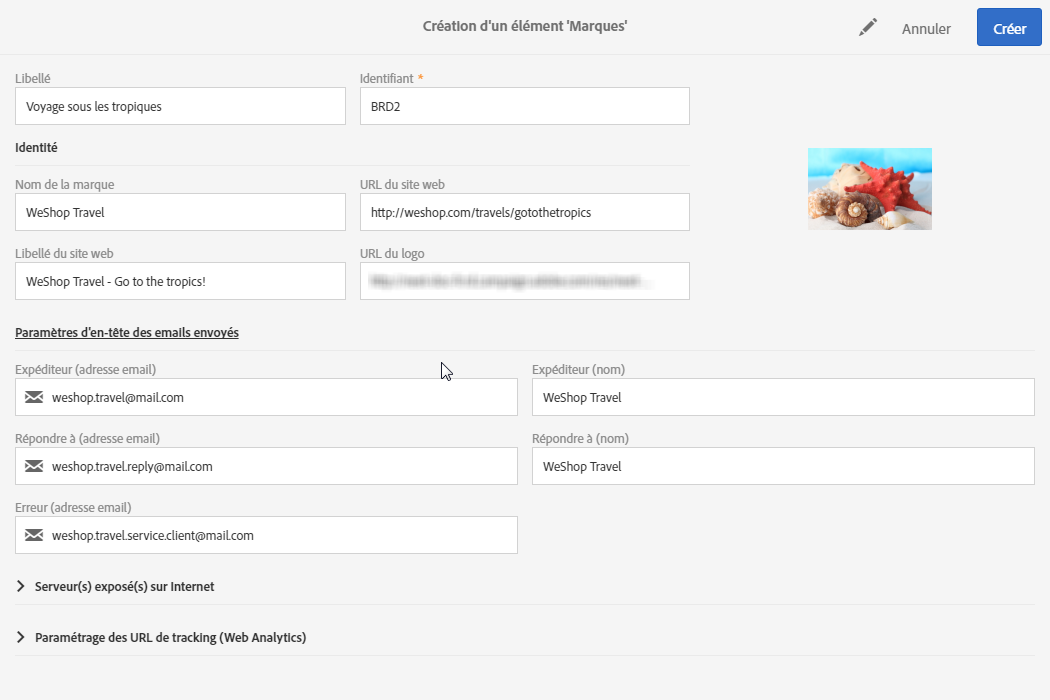 Création d'un élément 'Marques'
Annuler
Créer
Libellé
Identifiant *
Voyage sous les tropiques
BRD2
Identité
Nom de la marque
URL du site web
WeShop Travel
http://weshop.com/travels/gotothetropics
Libellé du site web
URL du logo
WeShop Travel - Go to the tropics!
Paramètres d'en-tête des emails envoyés
Expéditeur (adresse email)
Expéditeur (nom)
weshop.travel@mail.com
WeShop Travel
Répondre à (adresse email)
Répondre à (nom)
weshop.travel.reply@mail.com
WeShop Travel
Erreur (adresse email)
weshop.travel.service.client@mail.com
Serveur(s) exposé(s) sur Internet
Paramétrage des URL de tracking (Web Analytics)